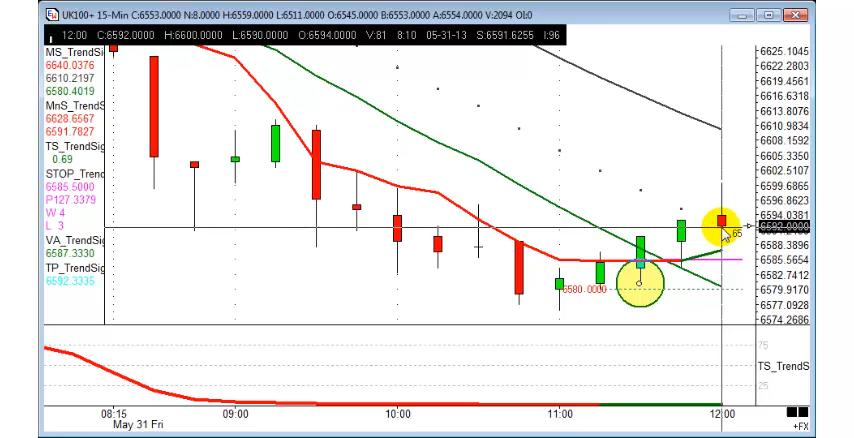 UK100+ 15-Min C:6553.0000 N:8.0000 H:6559.0000 L:6511.0000 O:6545.0000 B:6553.0000 A:6554.0000 V:2094 OI:0
12:00 C:6592.0000 H:6600.0000 L:6590.0000 O:6594.0000 V:81 8:10 05-31-13 S:6591.6255 I:96
MS_TrendSig
6640.0376
6610.2197
6580.4019
MnS_TrendS
6628.6567
6591.7827
TS_TrendSig
0.69
STOP_Trend
6585.5000
P127.3379
W 4
L 3
VA_TrendSig
6587.3330
TP_TrendSig
6592.3335
6580.0000
65
6625.1045
6622.2803
6619.4561
6616.6318
6613.8076
6610.9834
6608.1592
6605.3350
6602.5107
6599.6865
6596.8623
6594.0381
6592.0000
6588.3896
6585.5654
6582.7412
6579.9170
6577.0928
6574.2686
75
TS_TrendS
25
08:15 09:00 10:00 11:00 12:00
May 31 Fri
+FX